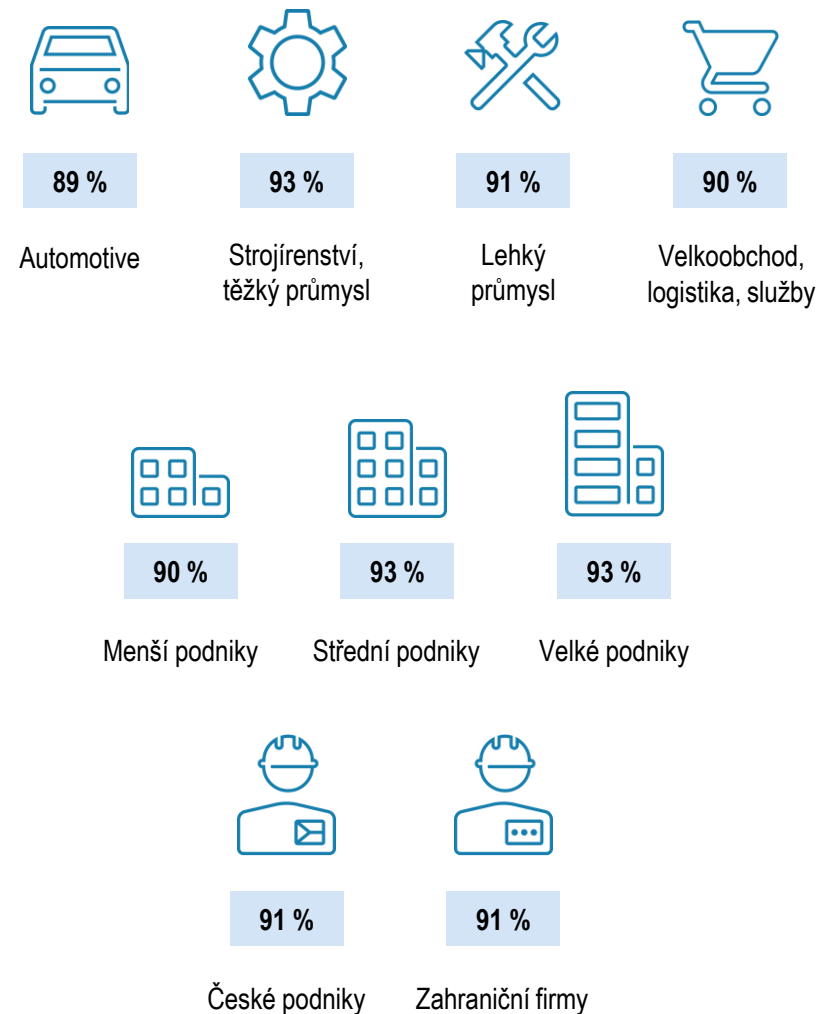 89 %
93 %
91 %
90 %
Automotive
Strojírenství,
těžký průmysl
Lehký
průmysl
Velkoobchod,
logistika, služby
90 %
93 %
93 %
Menší podniky
Střední podniky
Velké podniky
91 %
91 %
České podniky
Zahraniční firmy